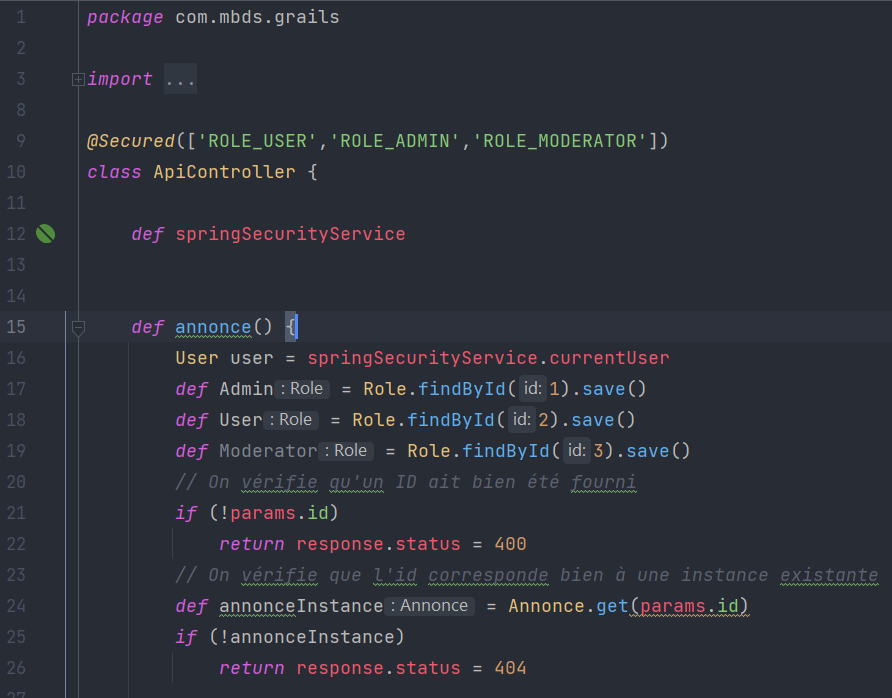 1 package com.mbds.grails
2
3 import ...
8
9 @Secured(['ROLE_USER','ROLE_ADMIN','ROLE_MODERATOR'])
10 class ApiController {
11
12 def springSecurityService
13
14
15 def annonce() {
16 User user = springSecurityService.currentUser
17 def Admin : Role = Role.findById( id: 1).save()
18 def User : Role = Role.findById( id: 2).save()
19 def Moderator : Role = Role.findById( id: 3).save()
20 // On vérifie qu'un ID ait bien été fourni
21 if (!params.id)
22 return response.status = 400
23 // On vérifie que l'id corresponde bien à une instance existante
24 def annonceInstance : Annonce = Annonce.get(params.id)
25 if (!annonceInstance)
26 return response.status = 404
27